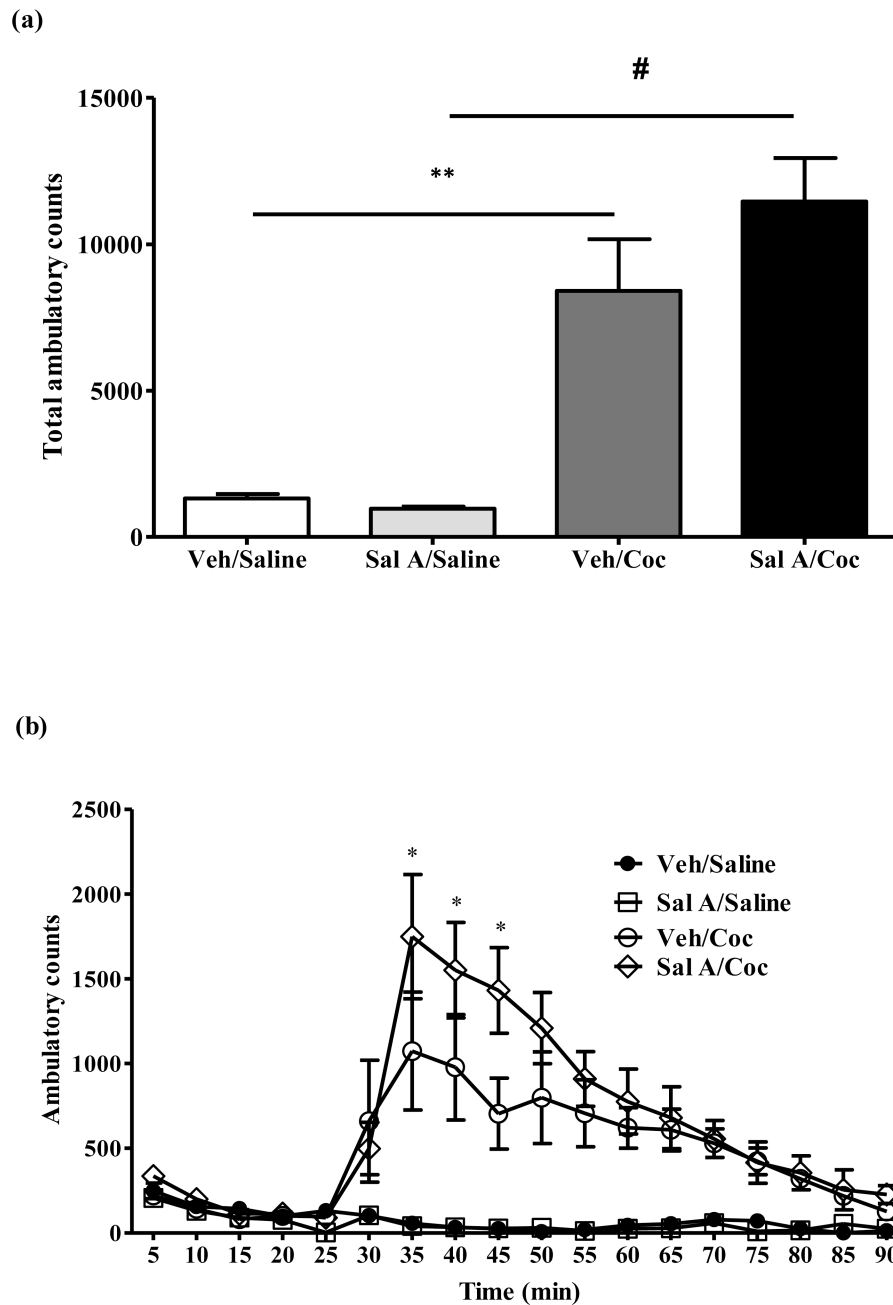 (a)
#
15000
**
10000
5000
0
Total ambulatory counts
Veh/Saline Sal A/Saline Veh/Coc Sal A/Coc
(b)
2500
2000
1500
1000
500
0
Ambulatory counts
* * *
Veh/Saline
Sal A/Saline
Veh/Coc
Sal A/Coc
5 10 15 20 25 30 35 40 45 50 55 60 65 70 75 80 85 90
Time (min)